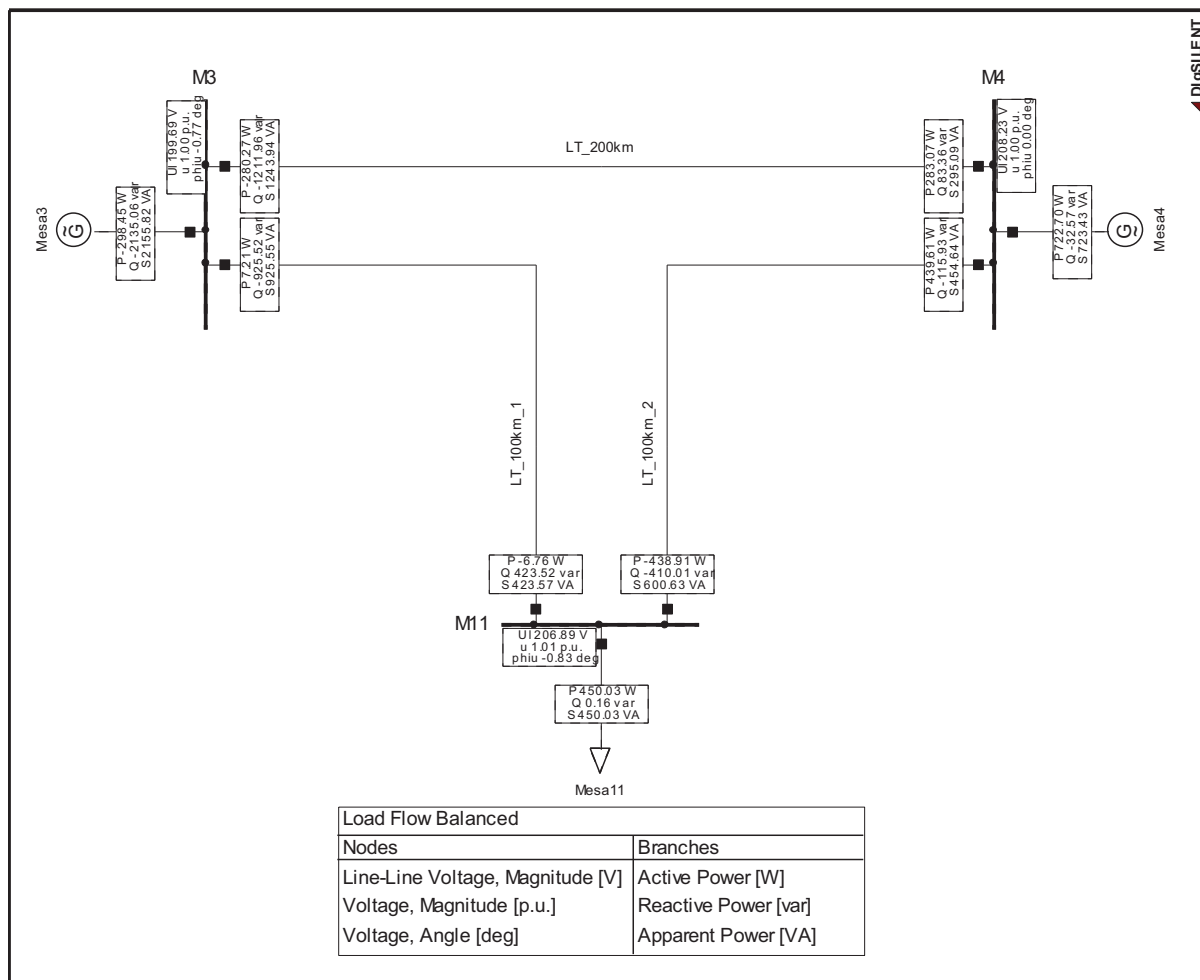 DIgSILENT
M3
M4
Ul 199.69 V
u 1.00 p.u.
phiu -0.77 deg
P -280.27 W
Q -1211.96 var
S 1243.94 VA
LT_200km
P 283.07 W
Q 83.36 var
S 295.09 VA
Ul 208.23 V
u 1.00 p.u.
phiu 0.00 deg
Mesa3
G~
P -298.45 W
Q -2135.06 var
S 2155.82 VA
P 7.21 W
Q -925.52 var
S 925.55 VA
P 439.61 W
Q -115.93 var
S 454.64 VA
P 722.70 W
Q -32.57 var
S 723.43 VA
G~
Mesa4
LT_100km_1
LT_100km_2
P -6.76 W
Q 423.52 var
S 423.57 VA
P -438.91 W
Q -410.01 var
S 600.63 VA
M11
Ul 206.89 V
u 1.01 p.u.
phiu -0.83 deg
P 450.03 W
Q 0.16 var
S 450.03 VA
Mesa11
Load Flow Balanced
Nodes Branches
Line-Line Voltage, Magnitude [V] Active Power [W]
Voltage, Magnitude [p.u.] Reactive Power [var]
Voltage, Angle [deg] Apparent Power [VA]